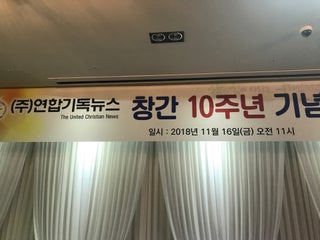 (주)연합기독뉴스 창간 10주년 기념
The United Christian News
일시 : 2018년 11월 16일(금) 오전 11시